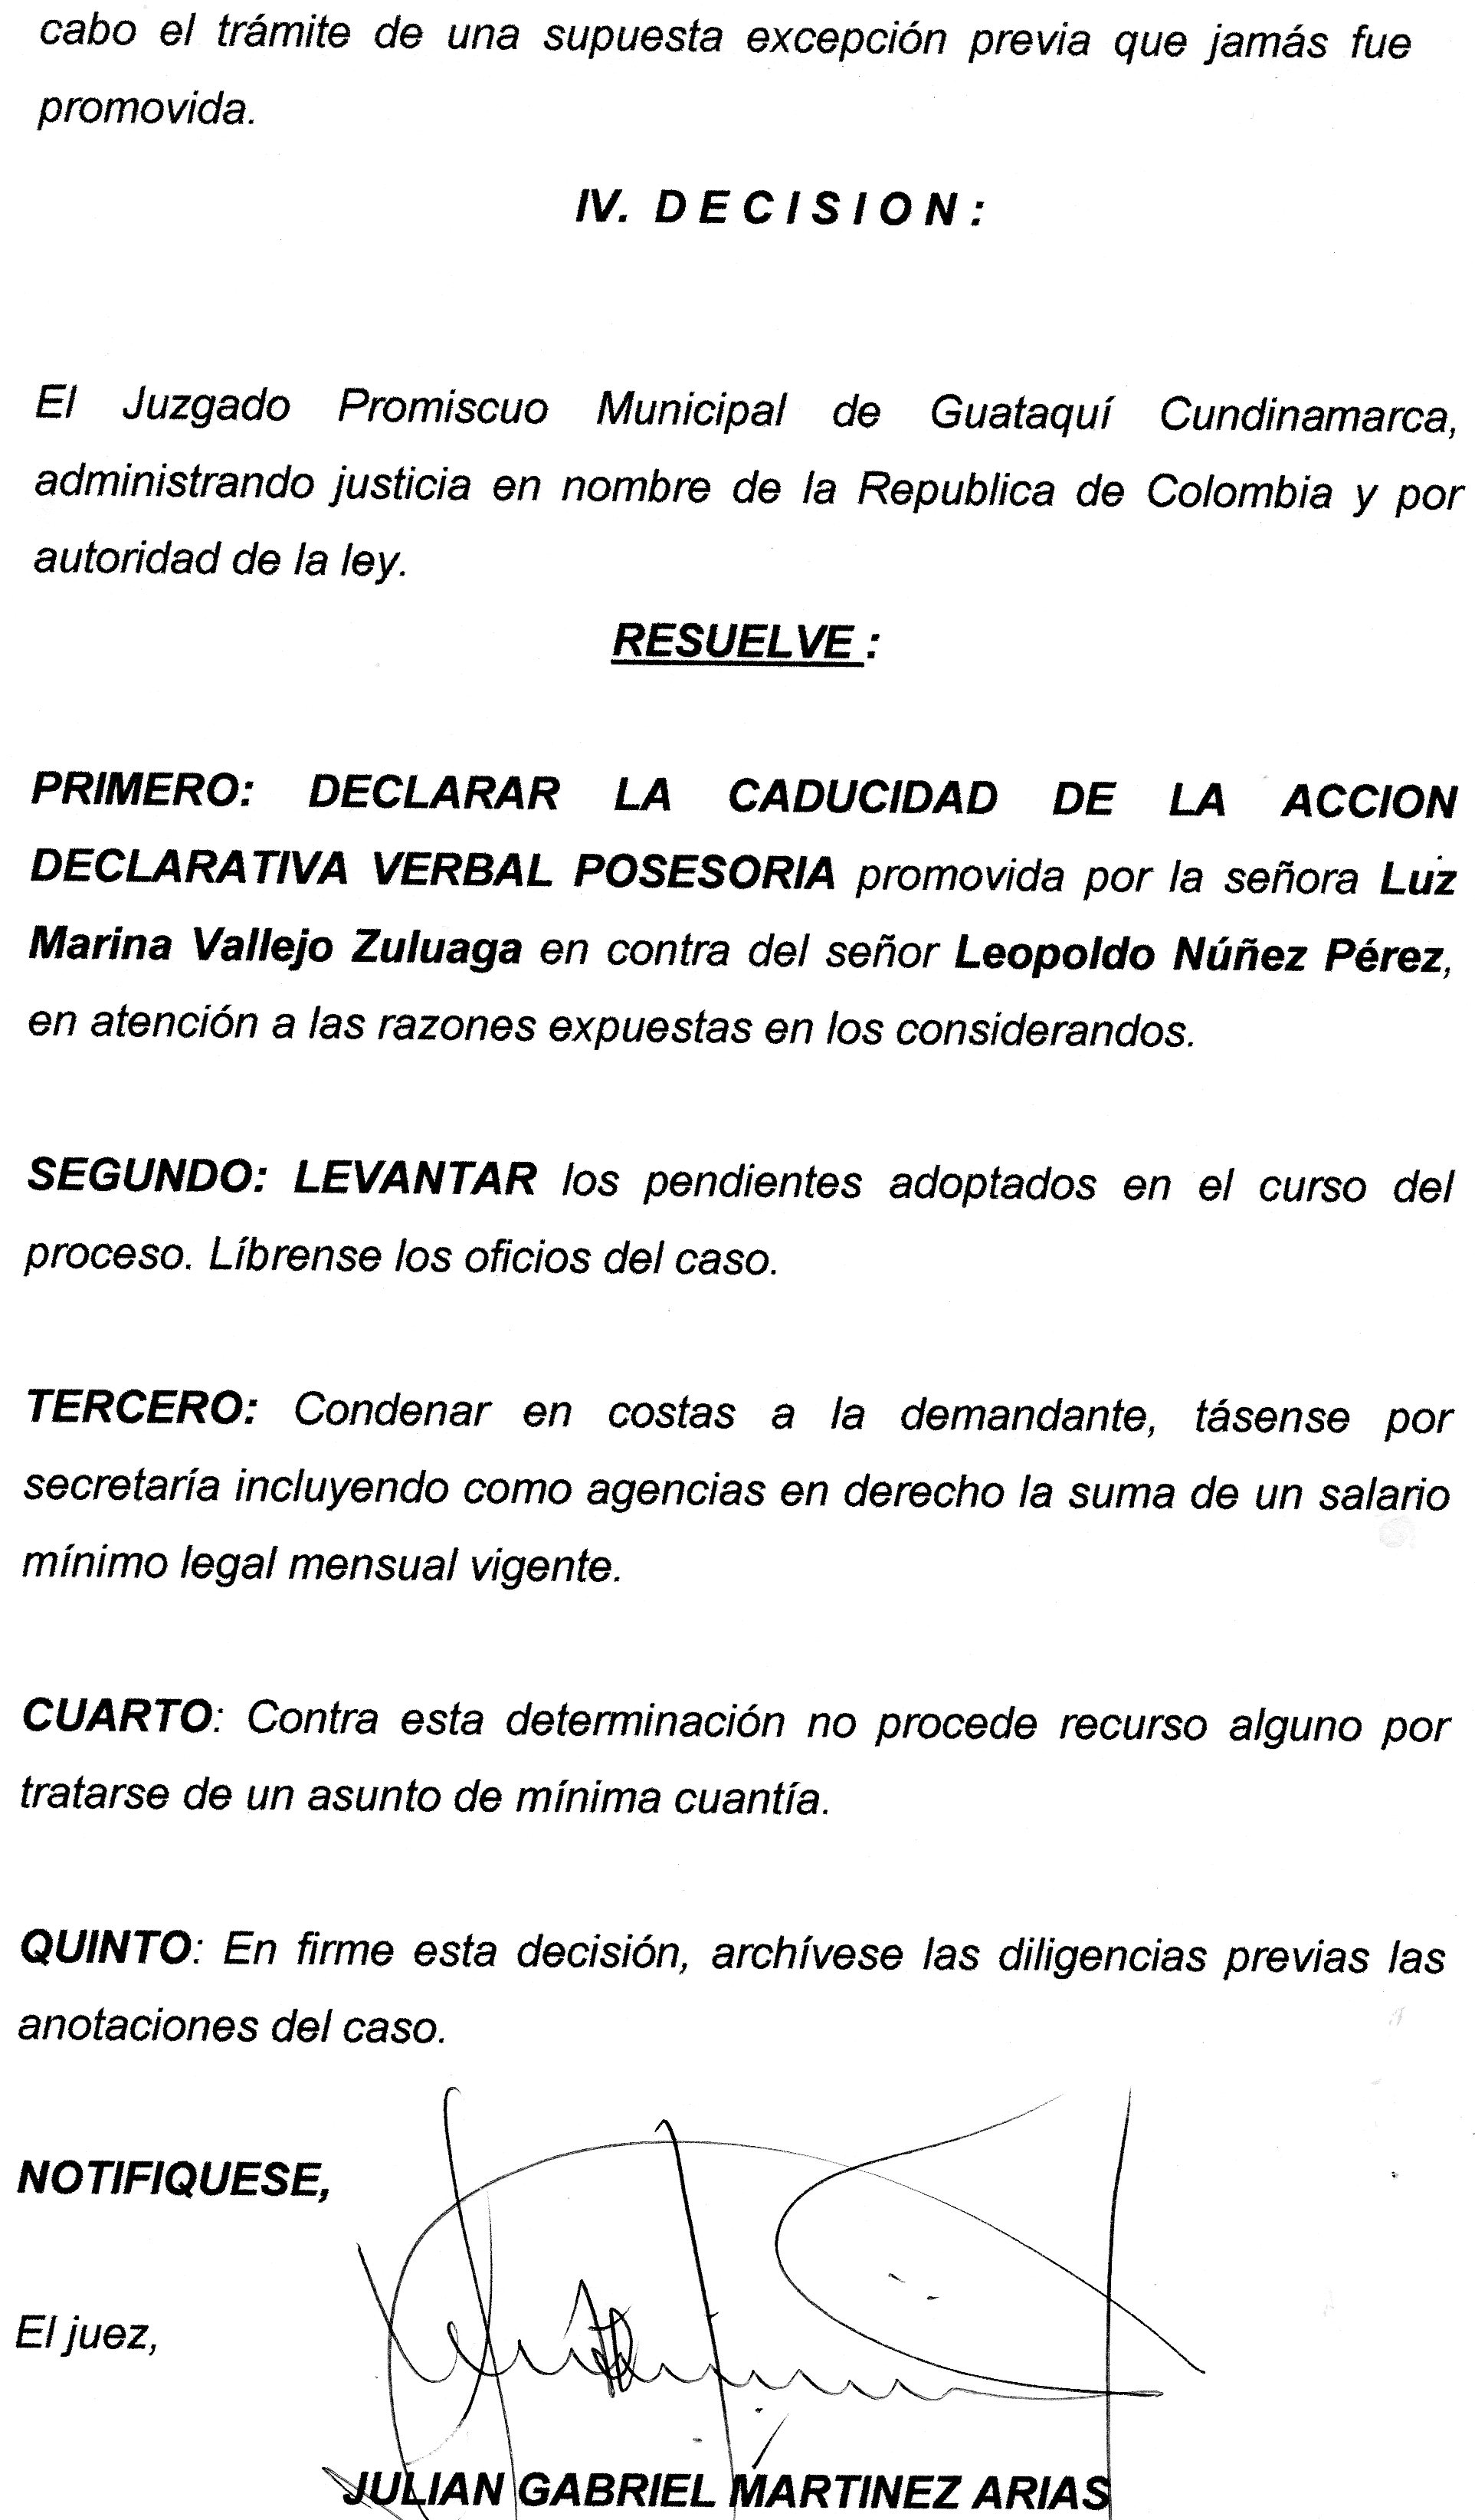 cabo el trámite de una supuesta excepción previa que jamás fue
promovida.
IV. D E C I S I O N :
El Juzgado Promiscuo Municipal de Guataquí Cundinamarca,
administrando justicia en nombre de la Republica de Colombia y por
autoridad de la ley.
RESUELVE :
PRIMERO: DECLARAR LA CADUCIDAD DE LA ACCION
DECLARATIVA VERBAL POSESORIA promovida por la señora Luz
Marina Vallejo Zuluaga en contra del señor Leopoldo Núñez Pérez,
en atención a las razones expuestas en los considerandos.
SEGUNDO: LEVANTAR los pendientes adoptados en el curso del
proceso. Líbrense los oficios del caso.
TERCERO: Condenar en costas a la demandante, tásense por
secretaría incluyendo como agencias en derecho la suma de un salario
mínimo legal mensual vigente.
CUARTO: Contra esta determinación no procede recurso alguno por
tratarse de un asunto de mínima cuantía.
QUINTO: En firme esta decisión, archívese las diligencias previas las
anotaciones del caso.
NOTIFIQUESE,
El juez,
JULIAN GABRIEL MARTINEZ ARIAS